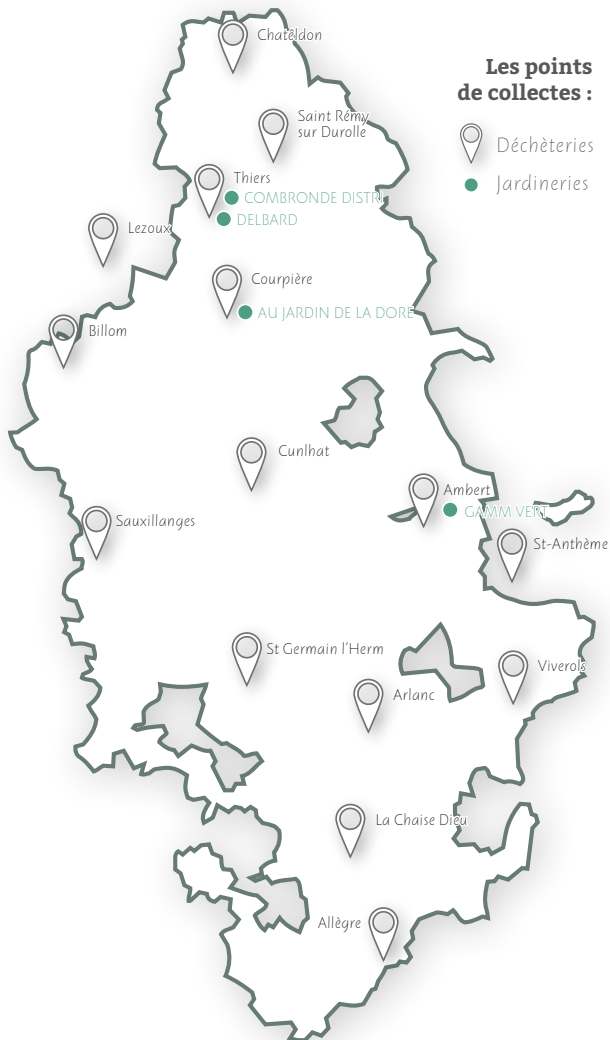 Chatêldon
Les points
de collectes :
Saint Rémy
sur Durolle
Déchèteries
Thiers
Jardineries
COMBRONDE DISTRI
DELBARD
Lezoux
Courpière
AU JARDIN DE LA DORE
Billom
Cunlhat
Ambert
GAMM VERT
Sauxillanges
St-Anthème
St Germain l'Herm
Viverols
Arlanc
La Chaise Dieu
Allègre